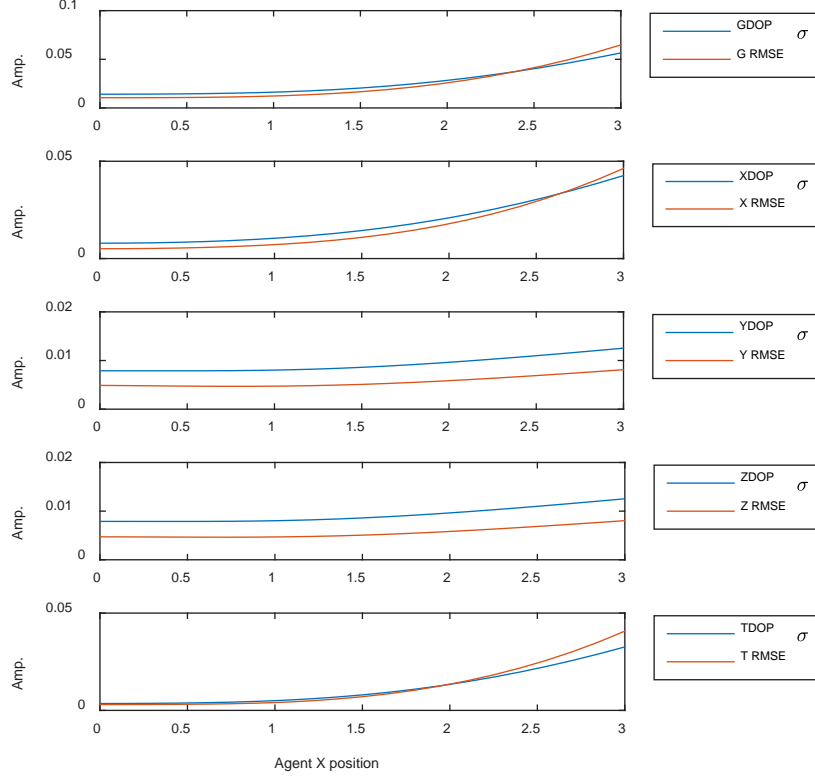 0.1
0.05
0
Amp.
0 0.5 1 1.5 2 2.5 3
GDOP σ
G RMSE
0.05
0
Amp.
0 0.5 1 1.5 2 2.5 3
XDOP σ
X RMSE
0.02
0.01
0
Amp.
0 0.5 1 1.5 2 2.5 3
YDOP σ
Y RMSE
0.02
0.01
0
Amp.
0 0.5 1 1.5 2 2.5 3
ZDOP σ
Z RMSE
0.05
0
Amp.
0 0.5 1 1.5 2 2.5 3
TDOP σ
T RMSE
Agent X position